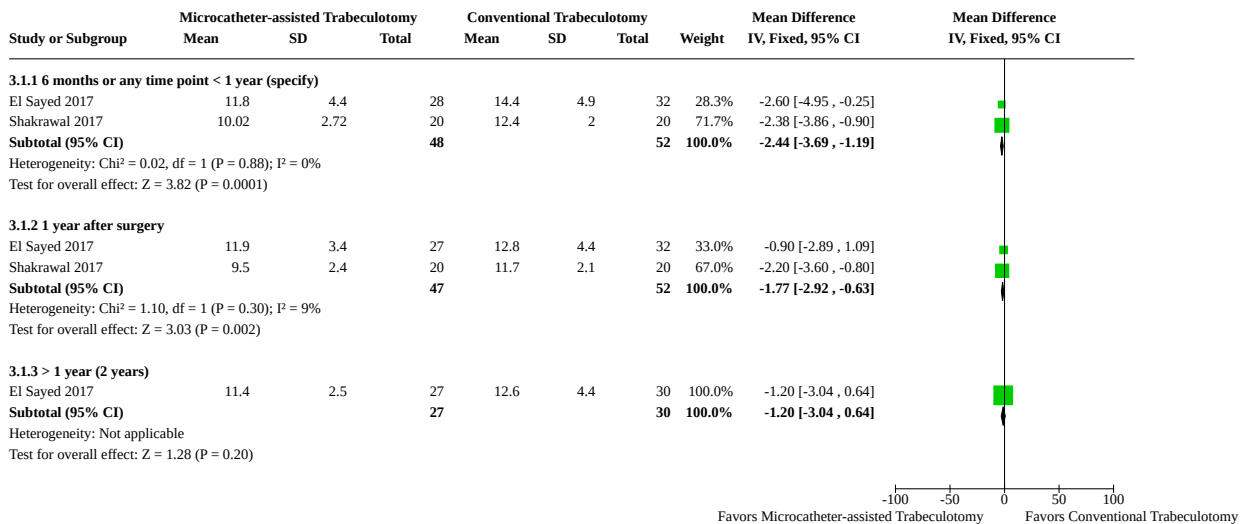 Microcatheter-assisted Trabeculotomy Conventional Trabeculotomy Mean Difference Mean Difference
Study or Subgroup Mean SD Total Mean SD Total Weight IV, Fixed, 95% CI IV, Fixed, 95% CI
3.1.1 6 months or any time point < 1 year (specify)
El Sayed 2017 11.8 4.4 28 14.4 4.9 32 28.3% -2.60 [-4.95 , -0.25]
Shakrawal 2017 10.02 2.72 20 12.4 2 20 71.7% -2.38 [-3.86 , -0.90]
Subtotal (95% CI) 48 52 100.0% -2.44 [-3.69 , -1.19]
Heterogeneity: Chi² = 0.02, df = 1 (P = 0.88); I² = 0%
Test for overall effect: Z = 3.82 (P = 0.0001)
3.1.2 1 year after surgery
El Sayed 2017 11.9 3.4 27 12.8 4.4 32 33.0% -0.90 [-2.89 , 1.09]
Shakrawal 2017 9.5 2.4 20 11.7 2.1 20 67.0% -2.20 [-3.60 , -0.80]
Subtotal (95% CI) 47 52 100.0% -1.77 [-2.92 , -0.63]
Heterogeneity: Chi² = 1.10, df = 1 (P = 0.30); I² = 9%
Test for overall effect: Z = 3.03 (P = 0.002)
3.1.3 > 1 year (2 years)
El Sayed 2017 11.4 2.5 27 12.6 4.4 30 100.0% -1.20 [-3.04 , 0.64]
Subtotal (95% CI) 27 30 100.0% -1.20 [-3.04 , 0.64]
Heterogeneity: Not applicable
Test for overall effect: Z = 1.28 (P = 0.20)
-100 -50 0 50 100
Favors Microcatheter-assisted Trabeculotomy Favors Conventional Trabeculotomy